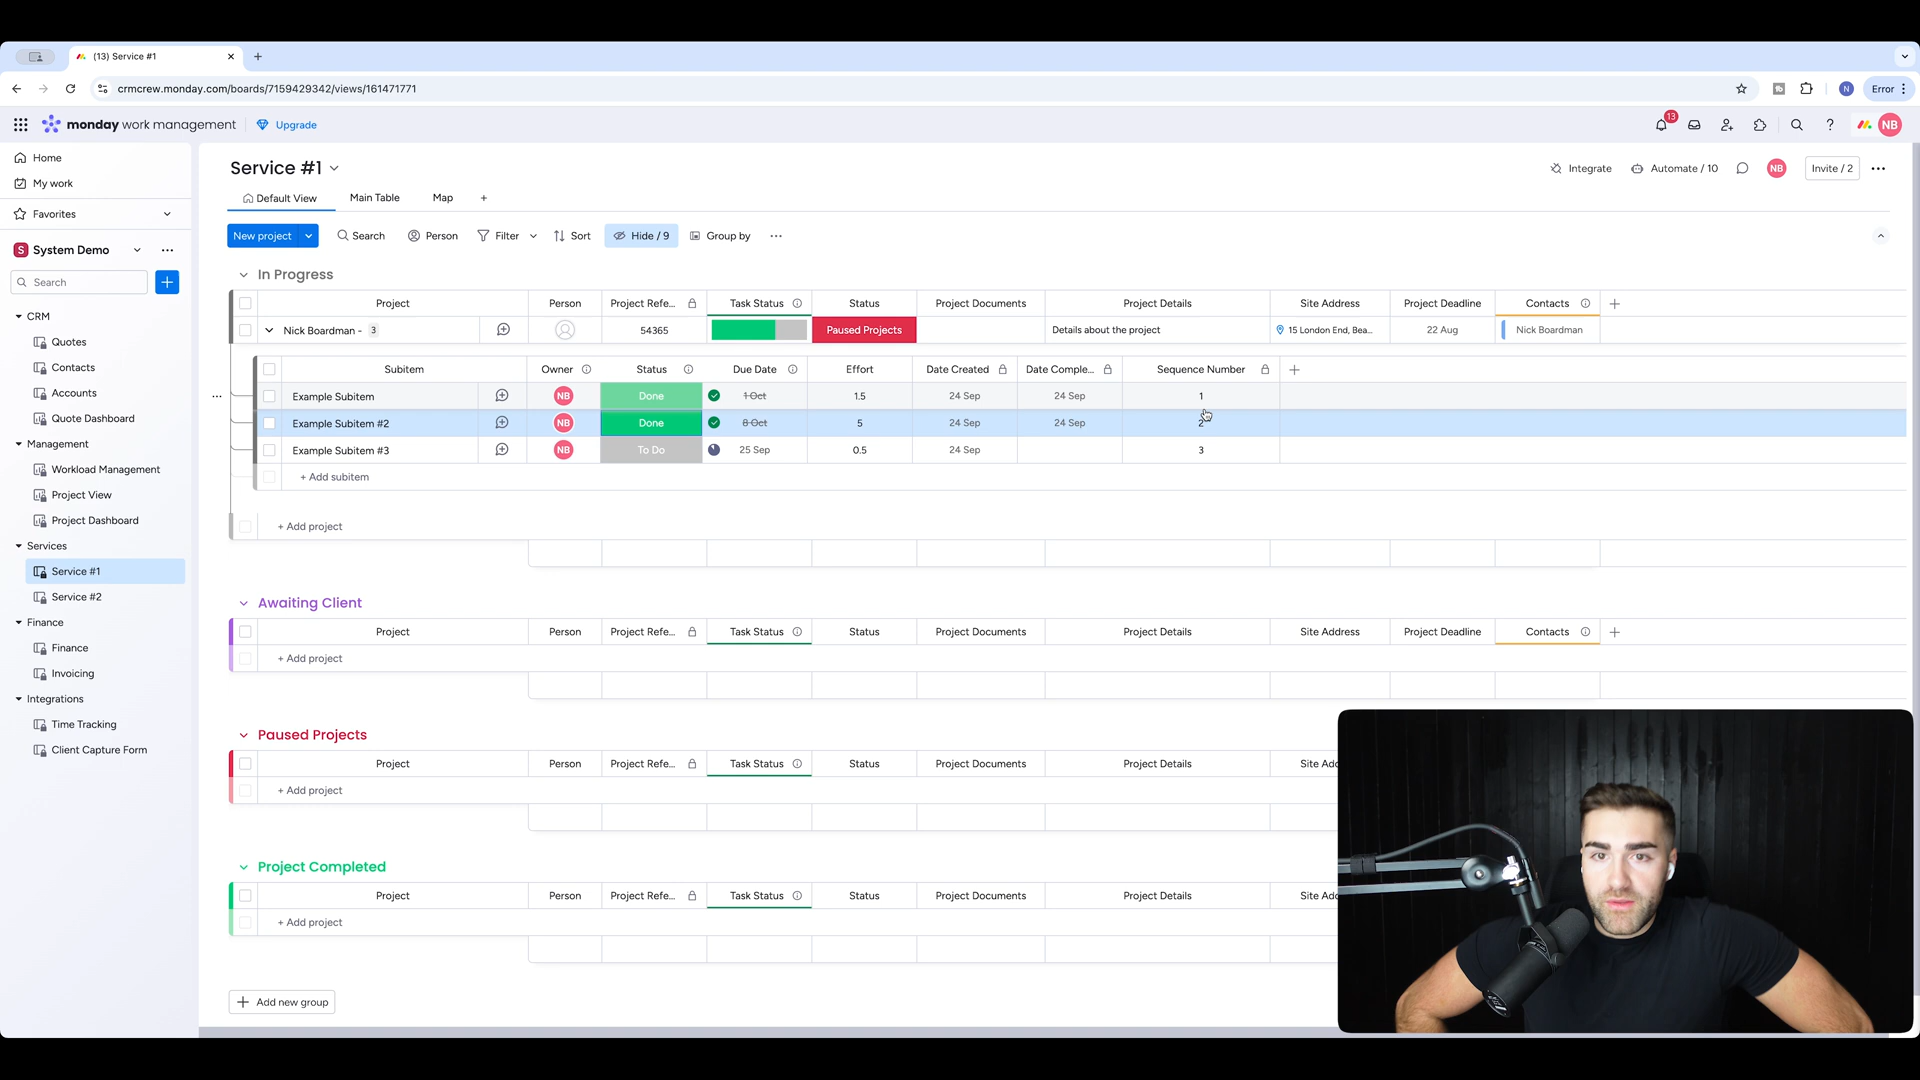 (13) Service #1
crmcrew.monday.com/boards/7159429342/views/161471771
N
Error
monday work management
Upgrade
13
NB
Home
My work
Favorites
S System Demo
Search
CRM
Quotes
Contacts
Accounts
Quote Dashboard
Management
Workload Management
Project View
Project Dashboard
Services
Service #1
Service #2
Finance
Finance
Invoicing
Integrations
Time Tracking
Client Capture Form
Service #1
Integrate Automate / 10 NB Invite / 2
Default View Main Table Map
New project Search Person Filter Sort Hide / 9 Group by
In Progress
Project Person Project Refe... Task Status Status Project Documents Project Details Site Address Project Deadline Contacts
Nick Boardman - 3 54365 Paused Projects Details about the project 15 London End, Bea... 22 Aug Nick Boardman
Subitem Owner Status Due Date Effort Date Created Date Comple... Sequence Number
Example Subitem NB Done 1 Oct 1.5 24 Sep 24 Sep 1
Example Subitem #2 NB Done 8 Oct 5 24 Sep 24 Sep 2
Example Subitem #3 NB To Do 25 Sep 0.5 24 Sep 3
+ Add subitem
+ Add project
Awaiting Client
Project Person Project Refe... Task Status Status Project Documents Project Details Site Address Project Deadline Contacts
+ Add project
Paused Projects
Project Person Project Refe... Task Status Status Project Documents Project Details Site Add
+ Add project
Project Completed
Project Person Project Refe... Task Status Status Project Documents Project Details Site Add
+ Add project
Add new group